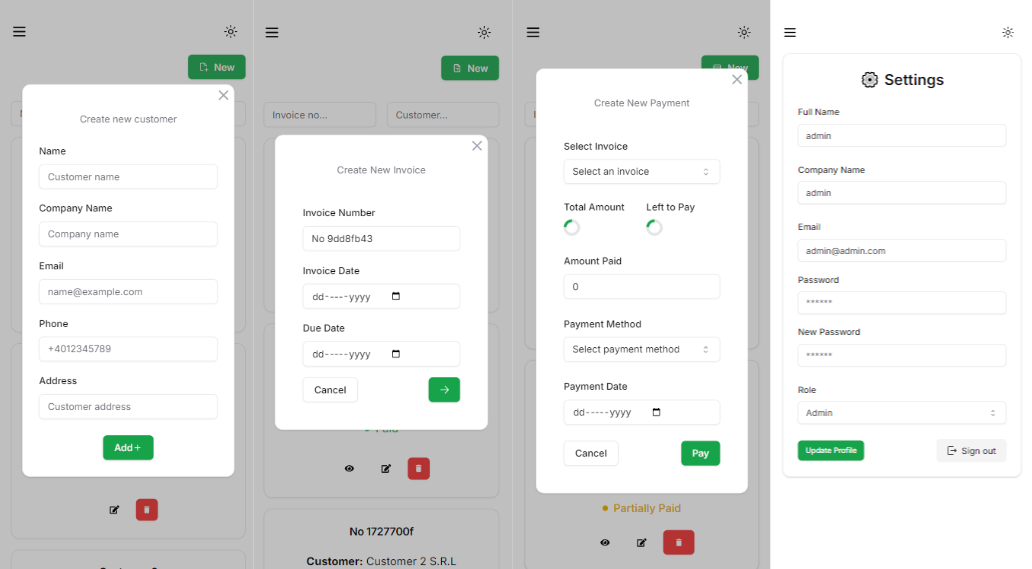 New
Create new customer
Name
Customer name
Company Name
Company name
Email
name@example.com
Phone
+4012345789
Address
Customer address
Add+
New
Invoice no...
Customer...
Create New Invoice
Invoice Number
No 9dd8fb43
Invoice Date
dd-----yyyy
Due Date
dd-----yyyy
Cancel
Paid
No 1727700f
Customer: Customer 2 S.R.L
New
Create New Payment
Select Invoice
Select an invoice
Total Amount Left to Pay
Amount Paid
0
Payment Method
Select payment method
Payment Date
dd-----yyyy
Cancel Pay
Partially Paid
Settings
Full Name
admin
Company Name
admin
Email
admin@admin.com
Password
******
New Password
******
Role
Admin
Update Profile Sign out